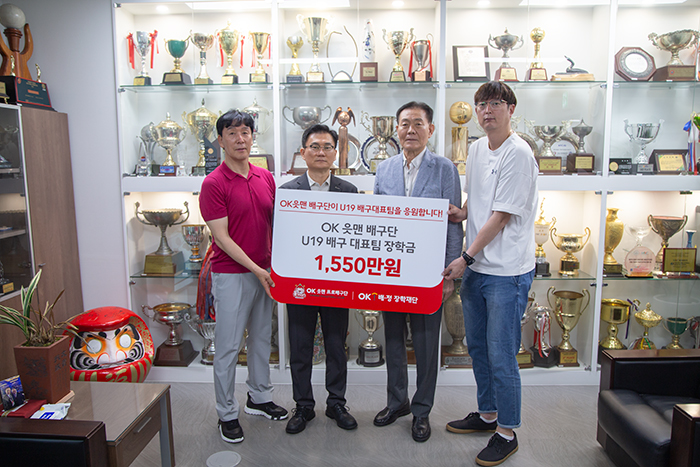 OK읏맨 배구단이 U19 배구대표팀을 응원합니다!
OK 읏맨 배구단
U19 배구 대표팀 장학금
1,550만원
OK 읏맨 프로배구단 OK 배·정 장학재단